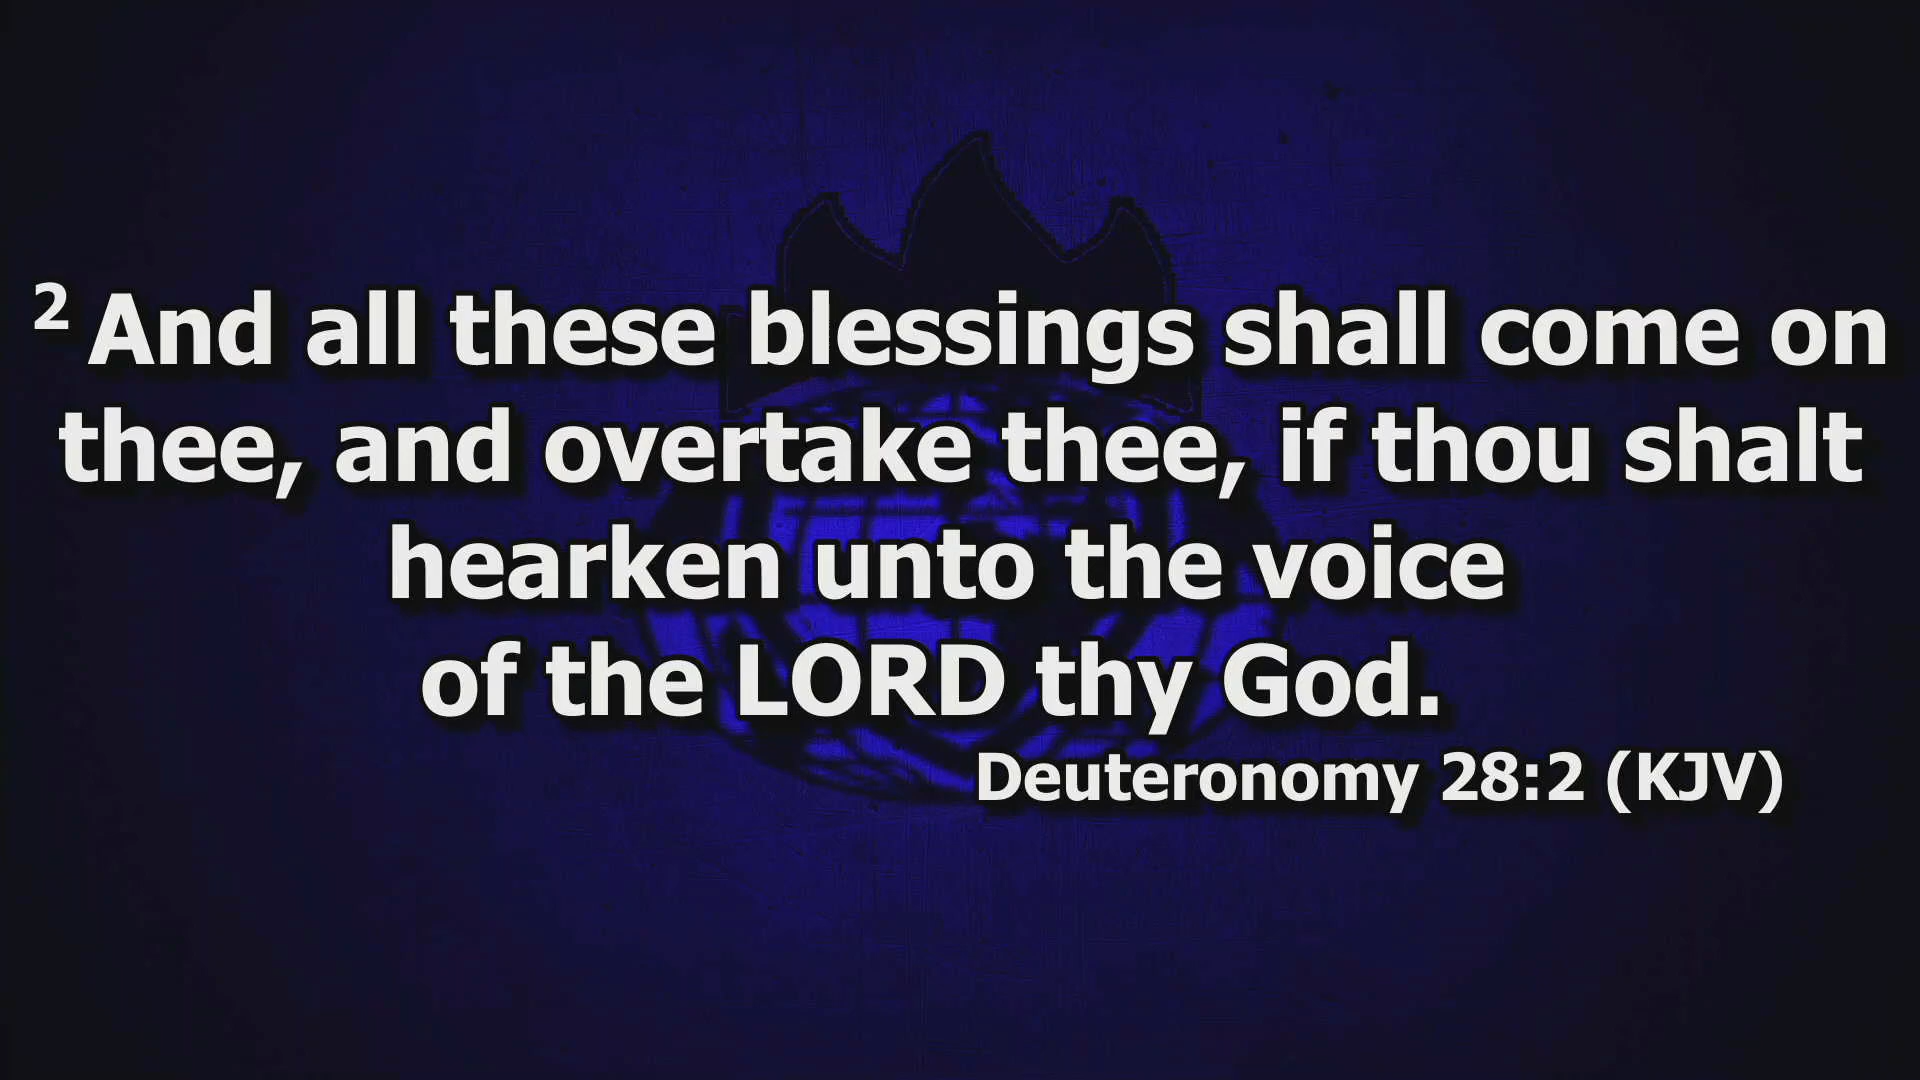 2 And all these blessings shall come on
thee, and overtake thee, if thou shalt
hearken unto the voice
of the LORD thy God.
Deuteronomy 28:2 (KJV)